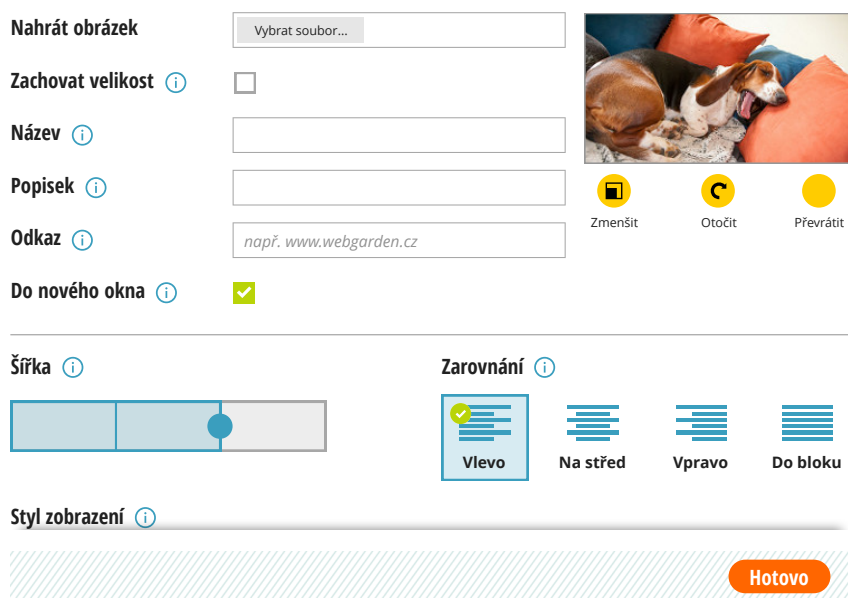 Nahrát obrázek
Vybrat soubor...
Zachovat velikost
Název
Popisek
Zmenšit
Otočit
Převrátit
Odkaz
např. www.webgarden.cz
Do nového okna
Šířka
Zarovnání
Vlevo
Na střed
Vpravo
Do bloku
Styl zobrazení
Hotovo